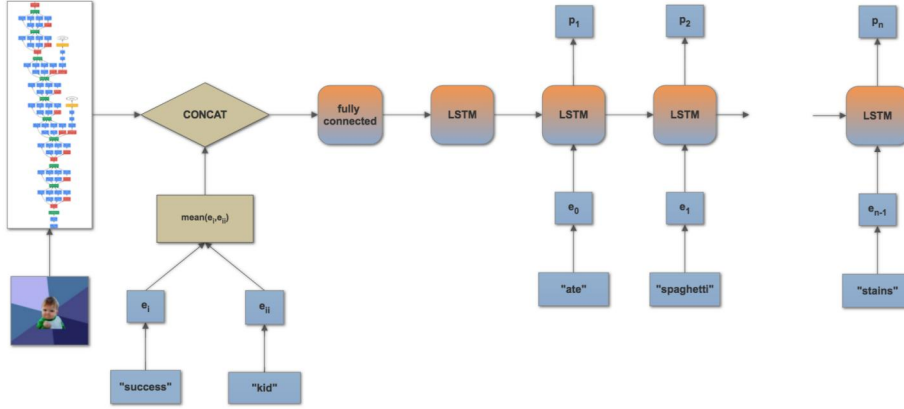 p1
p2
pn
CONCAT
fully
connected
LSTM
LSTM
LSTM
LSTM
mean(ei,eii)
e0
e1
en-1
"ate"
"spaghetti"
"stains"
ei
eii
"success"
"kid"